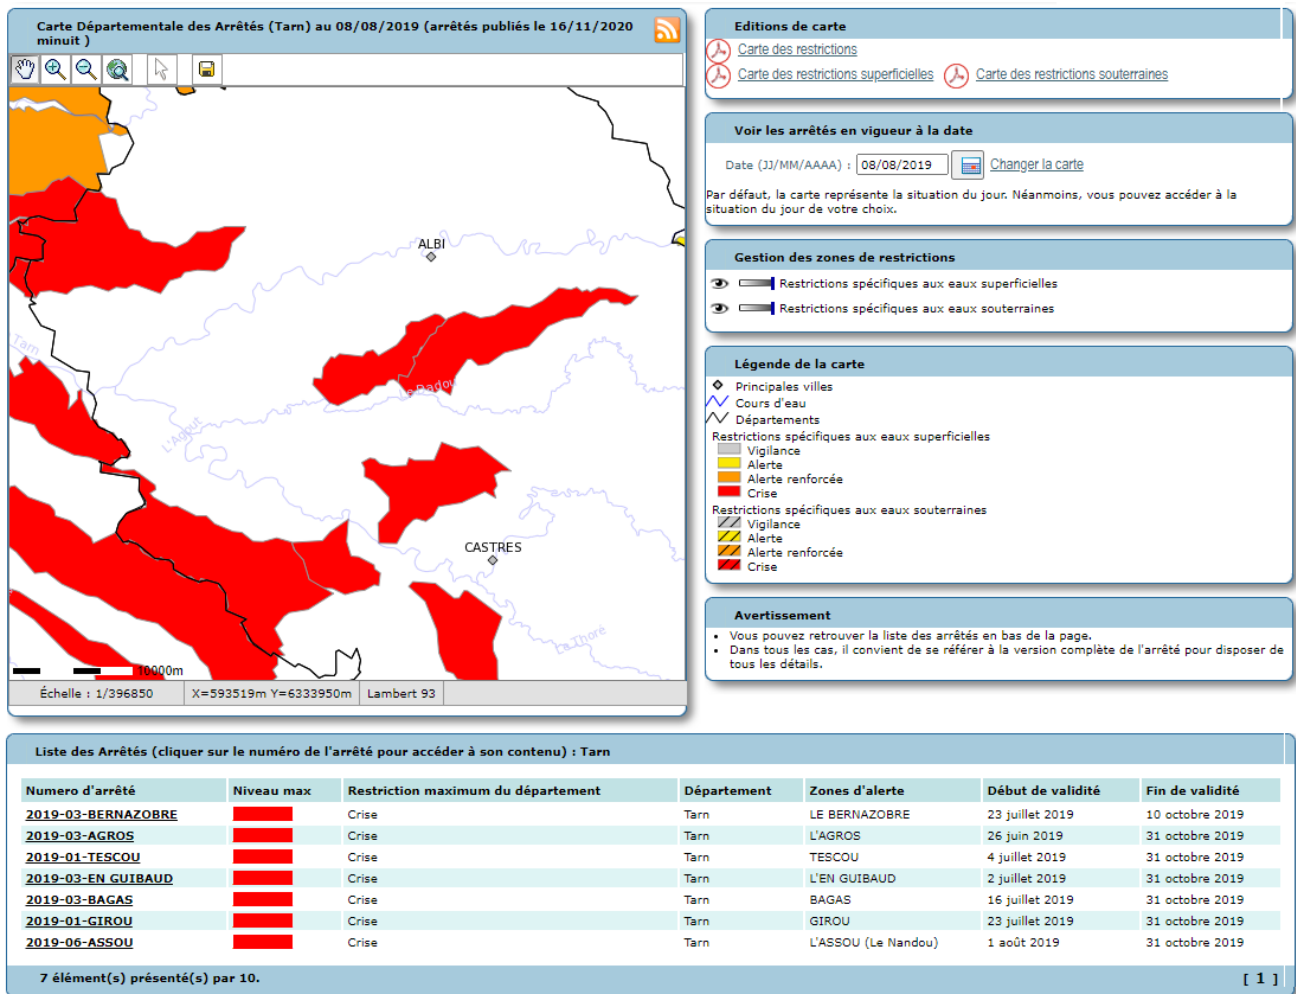 Carte Départementale des Arrêtés (Tarn) au 08/08/2019 (arrêtés publiés le 16/11/2020
minuit )
ALBI
Tarn
Le Dadou
L'Agout
CASTRES
Le Thoré
10000m
Échelle : 1/396850 X=593519m Y=6333950m Lambert 93
Editions de carte
Carte des restrictions
Carte des restrictions superficielles Carte des restrictions souterraines
Voir les arrêtés en vigueur à la date
Date (JJ/MM/AAAA) : 08/08/2019 Changer la carte
Par défaut, la carte représente la situation du jour. Néanmoins, vous pouvez accéder à la
situation du jour de votre choix.
Gestion des zones de restrictions
Restrictions spécifiques aux eaux superficielles
Restrictions spécifiques aux eaux souterraines
Légende de la carte
Principales villes
Cours d'eau
Départements
Restrictions spécifiques aux eaux superficielles
Vigilance
Alerte
Alerte renforcée
Crise
Restrictions spécifiques aux eaux souterraines
Vigilance
Alerte
Alerte renforcée
Crise
Avertissement
• Vous pouvez retrouver la liste des arrêtés en bas de la page.
• Dans tous les cas, il convient de se référer à la version complète de l'arrêté pour disposer de
tous les détails.
Liste des Arrêtés (cliquer sur le numéro de l'arrêté pour accéder à son contenu) : Tarn
Numero d'arrêté Niveau max Restriction maximum du département Département Zones d'alerte Début de validité Fin de validité
2019-03-BERNAZOBRE Crise Tarn LE BERNAZOBRE 23 juillet 2019 10 octobre 2019
2019-03-AGROS Crise Tarn L'AGROS 26 juin 2019 31 octobre 2019
2019-01-TESCOU Crise Tarn TESCOU 4 juillet 2019 31 octobre 2019
2019-03-EN GUIBAUD Crise Tarn L'EN GUIBAUD 2 juillet 2019 31 octobre 2019
2019-03-BAGAS Crise Tarn BAGAS 16 juillet 2019 31 octobre 2019
2019-01-GIROU Crise Tarn GIROU 23 juillet 2019 31 octobre 2019
2019-06-ASSOU Crise Tarn L'ASSOU (Le Nandou) 1 août 2019 31 octobre 2019
7 élément(s) présenté(s) par 10. [ 1 ]